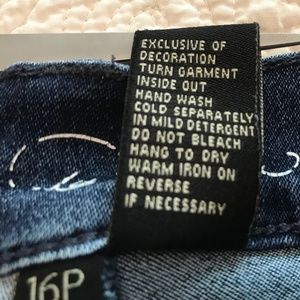 EXCLUSIVE OF
DECORATION
TURN GARMENT
INSIDE OUT
HAND WASH
COLD SEPARATELY
IN MILD DETERGENT
DO NOT BLEACH
HANG TO DRY
WARM IRON ON
REVERSE
IF NECESSARY
16P